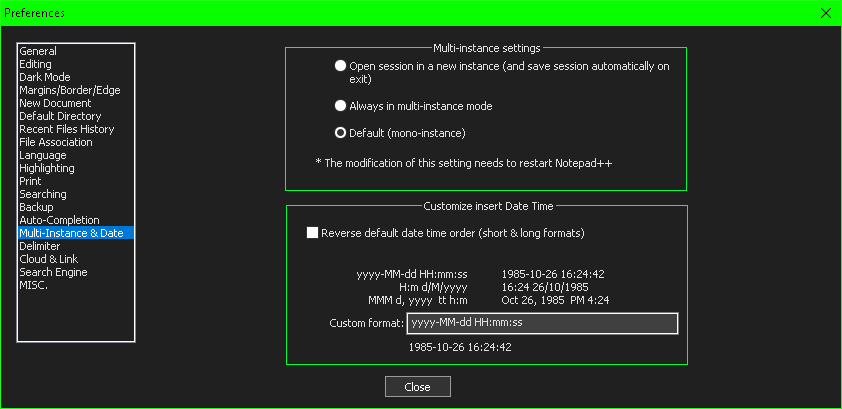 Preferences
General
Editing
Dark Mode
Margins/Border/Edge
New Document
Default Directory
Recent Files History
File Association
Language
Highlighting
Print
Searching
Backup
Auto-Completion
Multi-Instance & Date
Delimiter
Cloud & Link
Search Engine
MISC.
Multi-instance settings
Open session in a new instance (and save session automatically on
exit)
Always in multi-instance mode
Default (mono-instance)
* The modification of this setting needs to restart Notepad++
Customize insert Date Time
Reverse default date time order (short & long formats)
yyyy-MM-dd HH:mm:ss 1985-10-26 16:24:42
H:m d/M/yyyy 16:24 26/10/1985
MMM d, yyyy tt h:m Oct 26, 1985 PM 4:24
Custom format: yyyy-MM-dd HH:mm:ss
1985-10-26 16:24:42
Close